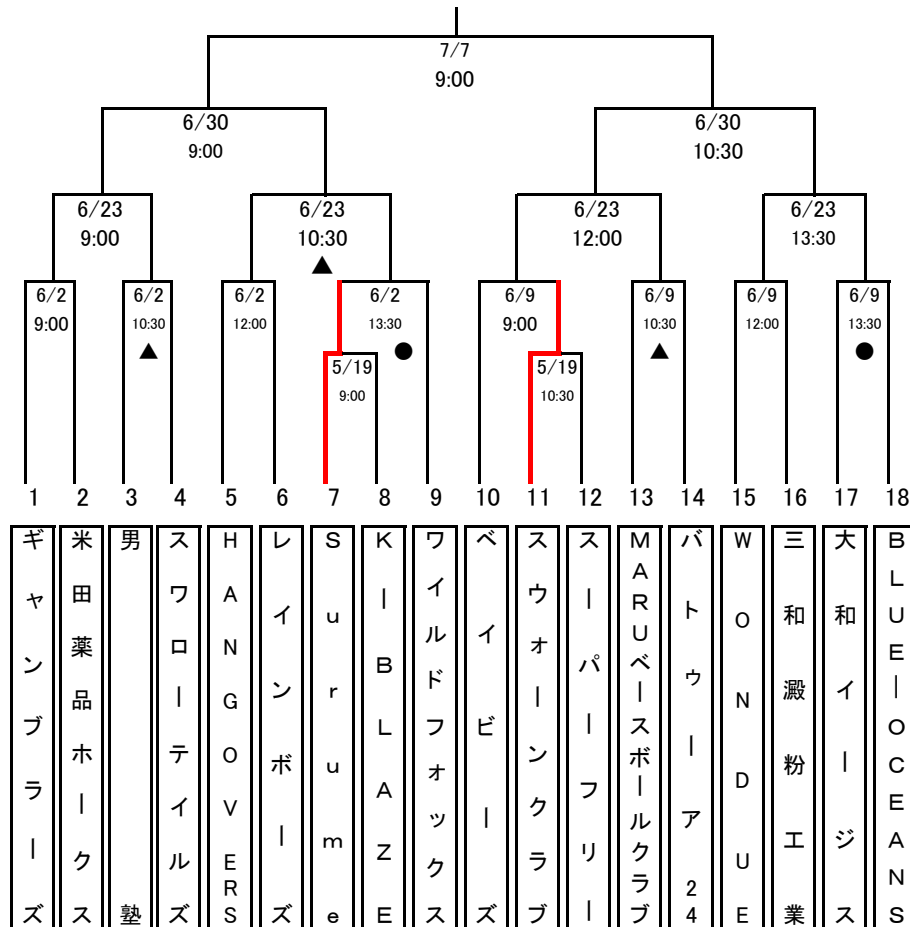 7/7
9:00
6/30
9:00
6/30
10:30
6/23
9:00
6/23
10:30
▲
6/23
12:00
6/23
13:30
6/2
9:00
6/2
10:30
▲
6/2
12:00
6/2
13:30
●
6/9
9:00
6/9
10:30
▲
6/9
12:00
6/9
13:30
●
5/19
9:00
5/19
10:30
1 2 3 4 5 6 7 8 9 10 11 12 13 14 15 16 17 18
ギャンブラーズ
米田薬品ホークス
男塾
スワローテイルズ
HANGOVERS
レインボーズ
Surume
K－BLAZE
ワイルドフォックス
ベイビーズ
スウォーンクラブ
スーパーフリー
MARUベースボールクラブ
バトゥーア24
WONDUE
三和澱粉工業
大和イージス
BLUE－OCEANS